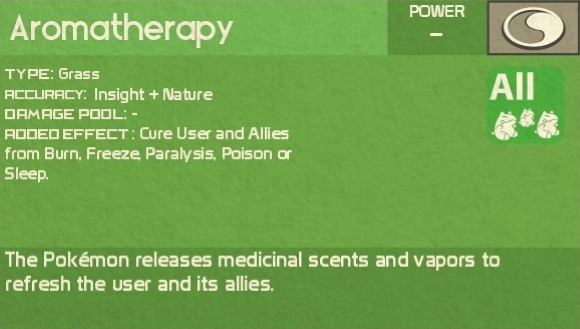 Aromatherapy
POWER
–
TYPE: Grass
ACCURACY: Insight + Nature
DAMAGE POOL: -
ADDED EFFECT: Cure User and Allies
from Burn, Freeze, Paralysis, Poison or
Sleep.
All
The Pokémon releases medicinal scents and vapors to
refresh the user and its allies.